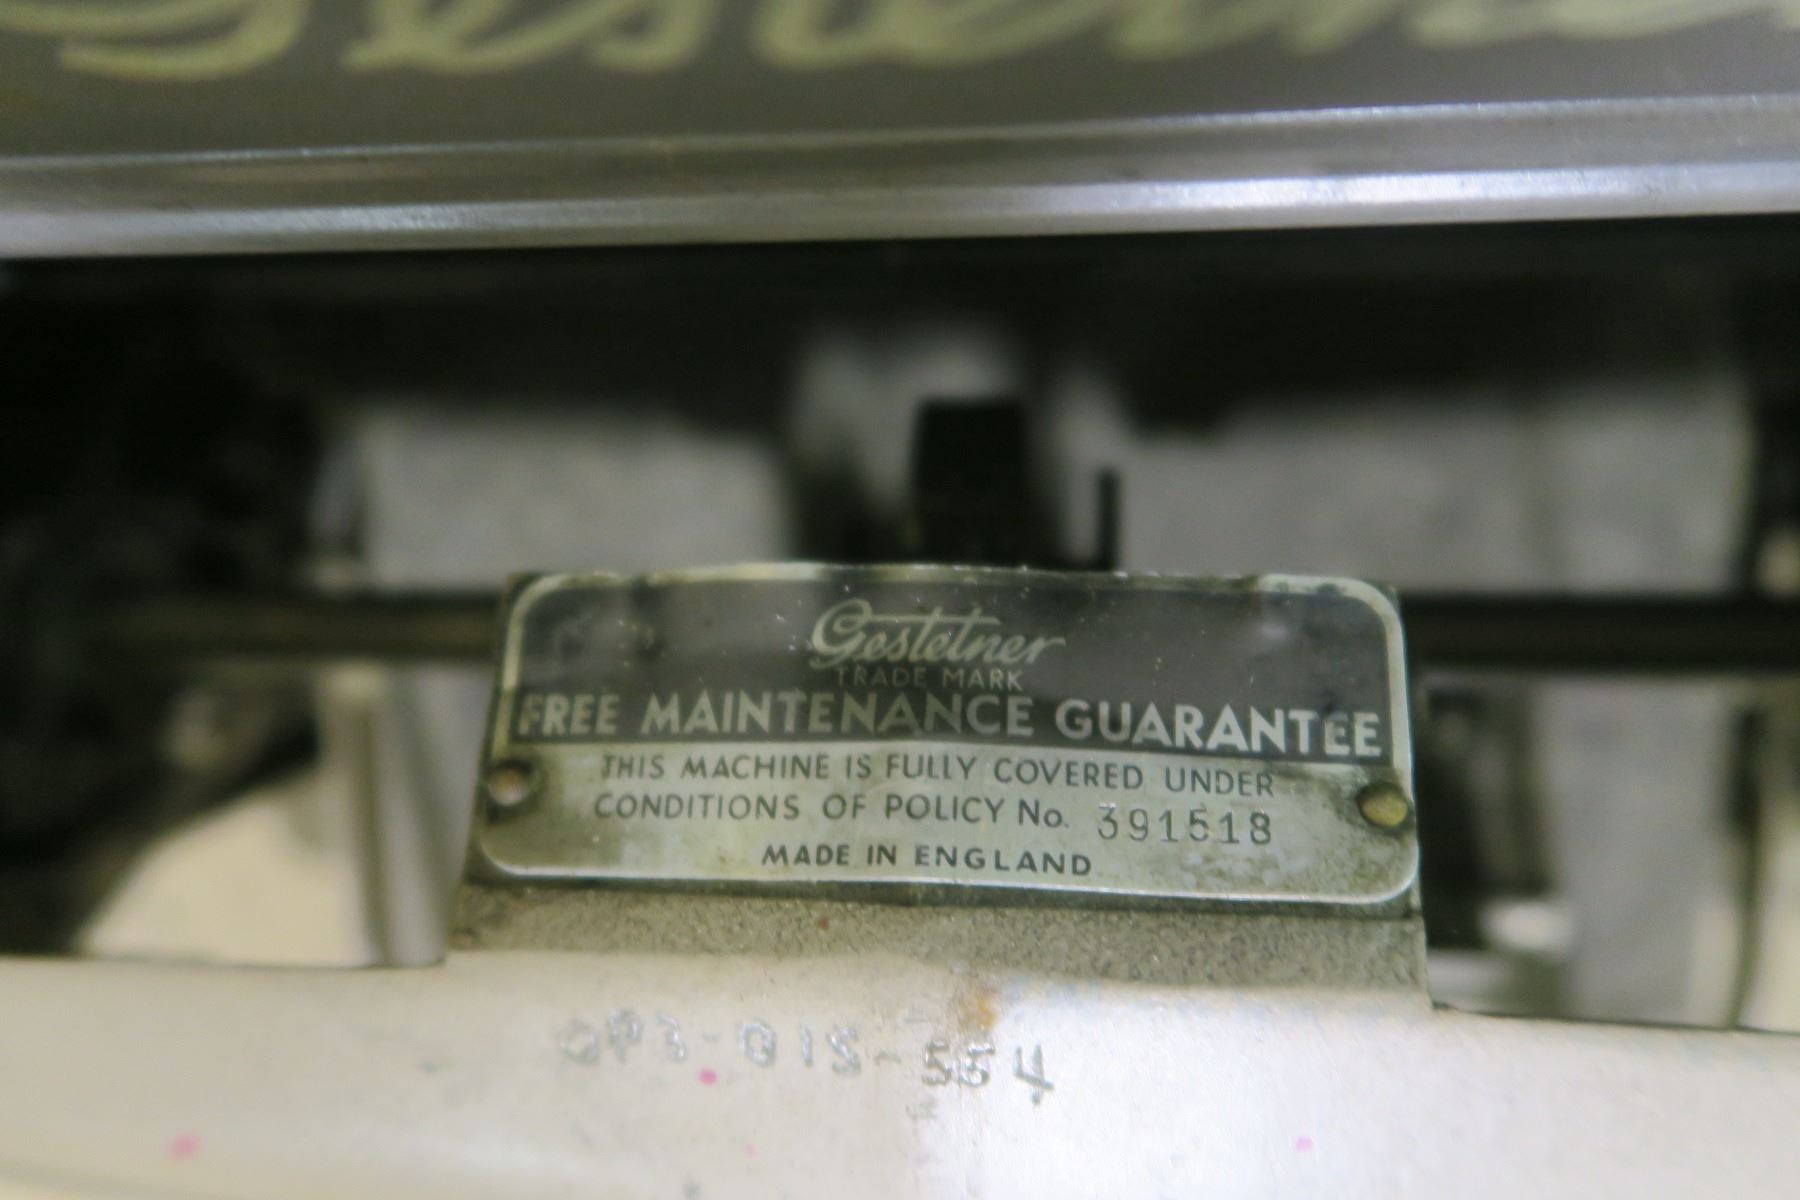 Gestetner
Gestetner
TRADE MARK
FREE MAINTENANCE GUARANTEE
THIS MACHINE IS FULLY COVERED UNDER
CONDITIONS OF POLICY No. 391518
MADE IN ENGLAND